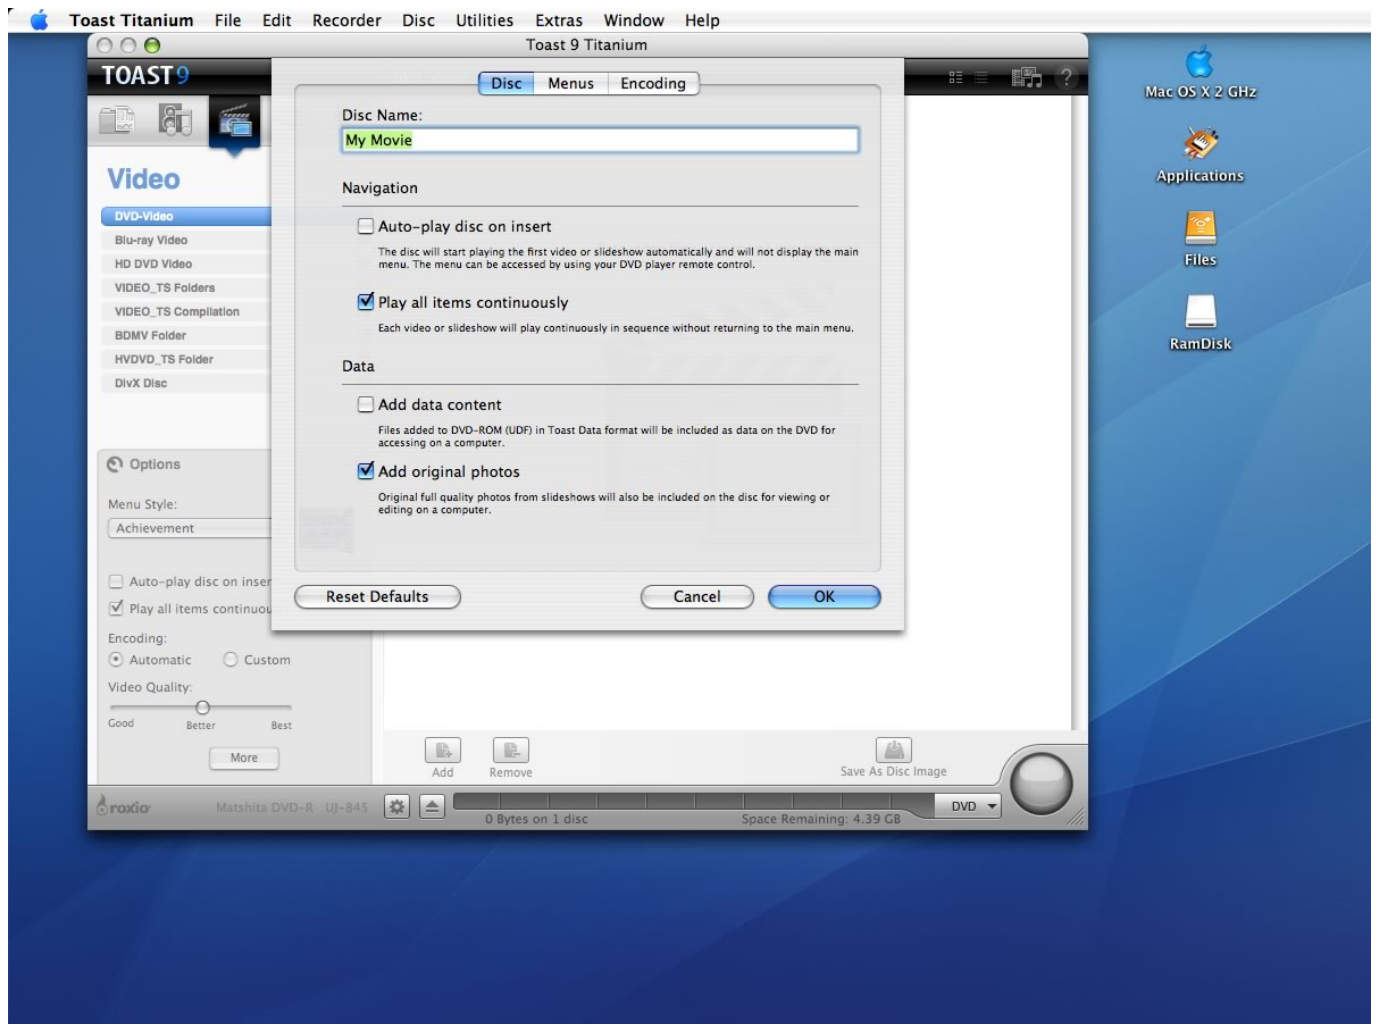 Toast Titanium File Edit Recorder Disc Utilities Extras Window Help
Toast 9 Titanium
TOAST 9
Disc Menus Encoding
?
Mac OS X 2 GHz
Disc Name:
My Movie
Video
Applications
Navigation
DVD-Video
Auto-play disc on insert
Blu-ray Video
The disc will start playing the first video or slideshow automatically and will not display the main
menu. The menu can be accessed by using your DVD player remote control.
HD DVD Video
Files
VIDEO_TS Folders
Play all items continuously
VIDEO_TS Compilation
Each video or slideshow will play continuously in sequence without returning to the main menu.
BDMV Folder
RamDisk
HVDVD_TS Folder
Data
DivX Disc
Add data content
Files added to DVD-ROM (UDF) in Toast Data format will be included as data on the DVD for
accessing on a computer.
Options
Add original photos
Original full quality photos from slideshows will also be included on the disc for viewing or
editing on a computer.
Menu Style:
Achievement
Auto-play disc on inser
Reset Defaults Cancel OK
Play all items continuou
Encoding:
Automatic Custom
Video Quality:
Good Better Best
More
Add Remove Save As Disc Image
roxio Matshita DVD-R UJ-845 DVD
0 Bytes on 1 disc Space Remaining: 4.39 GB